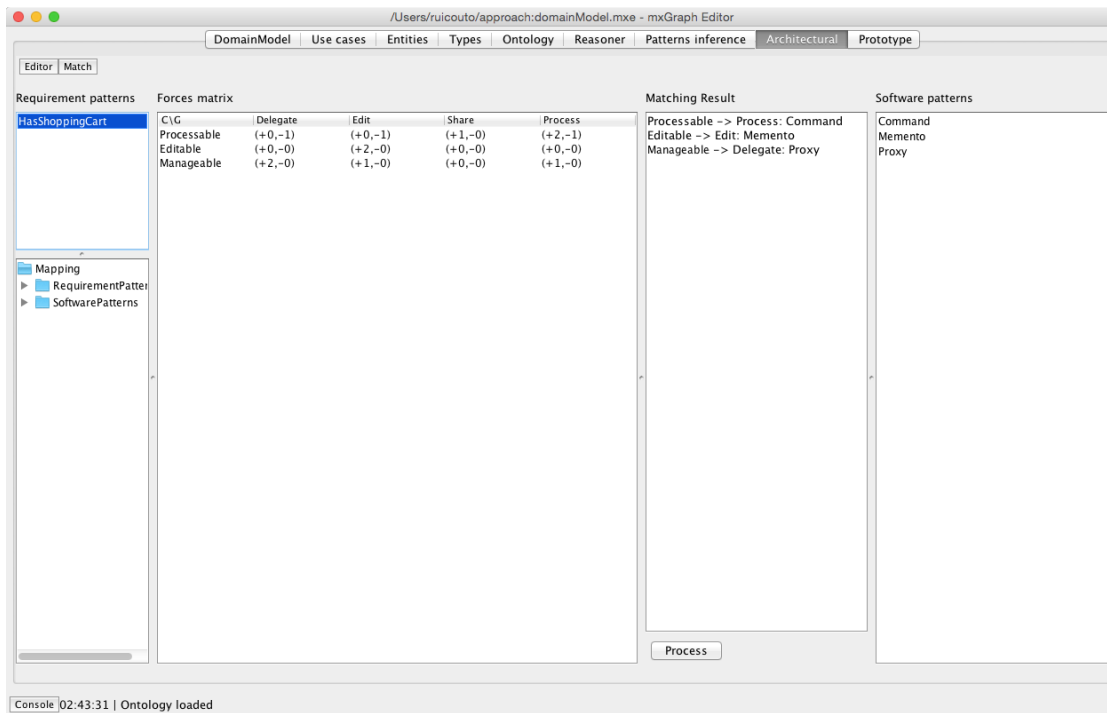 /Users/ruicouto/approach:domainModel.mxe - mxGraph Editor
DomainModel Use cases Entities Types Ontology Reasoner Patterns inference Architectural Prototype
Editor Match
Requirement patterns
HasShoppingCart
Mapping
RequirementPatter
SoftwarePatterns
Forces matrix
C\G Delegate Edit Share Process
Processable (+0,-1) (+0,-1) (+1,-0) (+2,-1)
Editable (+0,-0) (+2,-0) (+0,-0) (+0,-0)
Manageable (+2,-0) (+1,-0) (+0,-0) (+1,-0)
Matching Result
Processable -> Process: Command
Editable -> Edit: Memento
Manageable -> Delegate: Proxy
Process
Software patterns
Command
Memento
Proxy
Console 02:43:31 | Ontology loaded